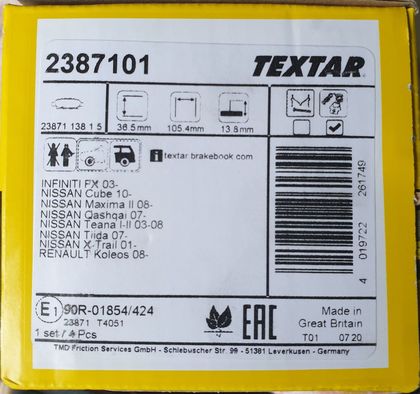 2387101
TEXTAR
23871 138 1 5
36.5mm
105.4mm
13.8mm
i textar brakebook.com
INFINITI FX 03-
NISSAN Cube 10-
NISSAN Maxima II 08-
NISSAN Qashqai 07-
NISSAN Teana I-II 03-08
NISSAN Tiida 07-
NISSAN X-Trail 01-
RENAULT Koleos 08-
4 019722 261749
E1 90R-01854/424
23871 T4051
1 set / 4 Pcs
EAC
Made in
Great Britain
T01 07 20
TMD Friction Services GmbH - Schlebuscher Str. 99 - 51381 Leverkusen - Germany